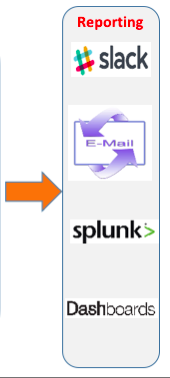 Reporting
slack
E-Mail
splunk>
Dashboards